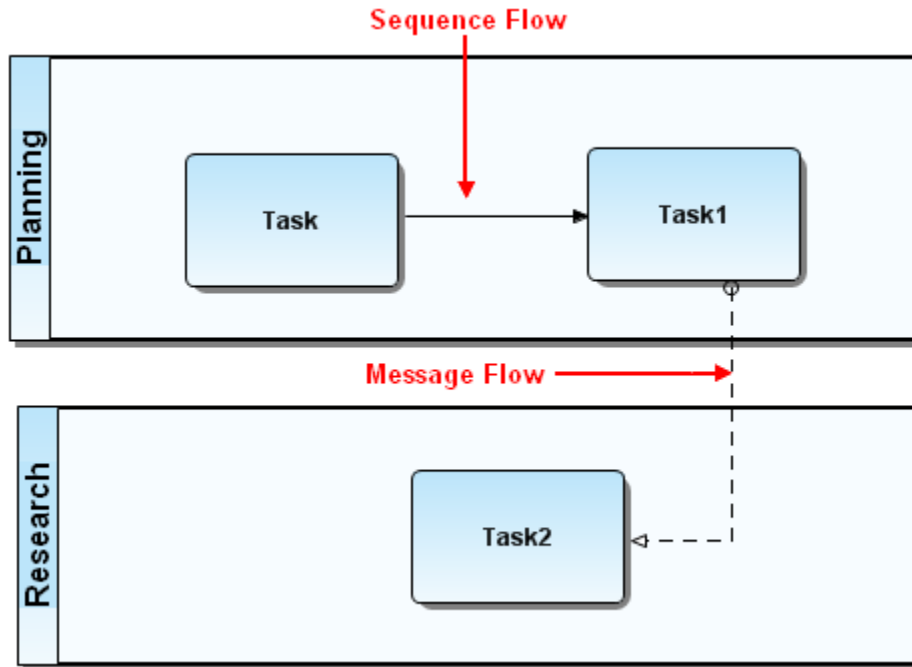 Sequence Flow
Planning
Task
Task1
Message Flow
Research
Task2